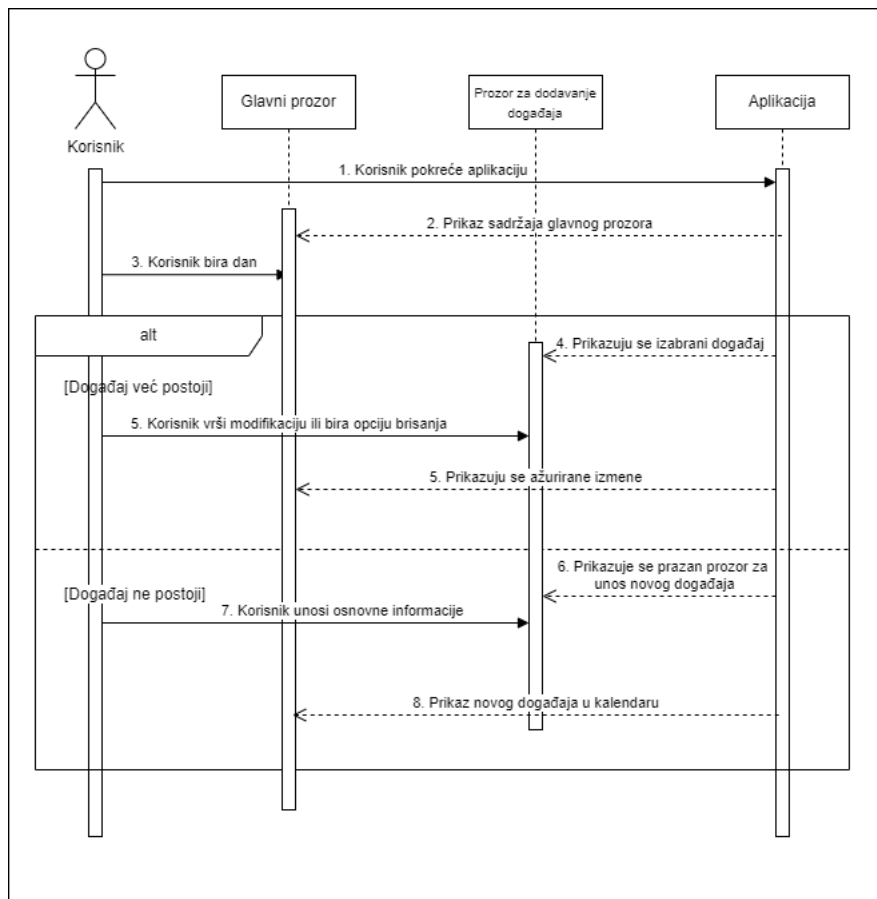 Korisnik
Glavni prozor
Prozor za dodavanje
događaja
Aplikacija
1. Korisnik pokreće aplikaciju
2. Prikaz sadržaja glavnog prozora
3. Korisnik bira dan
alt
4. Prikazuju se izabrani događaj
[Događaj već postoji]
5. Korisnik vrši modifikaciju ili bira opciju brisanja
5. Prikazuju se ažurirane izmene
6. Prikazuje se prazan prozor za
unos novog događaja
[Događaj ne postoji]
7. Korisnik unosi osnovne informacije
8. Prikaz novog događaja u kalendaru